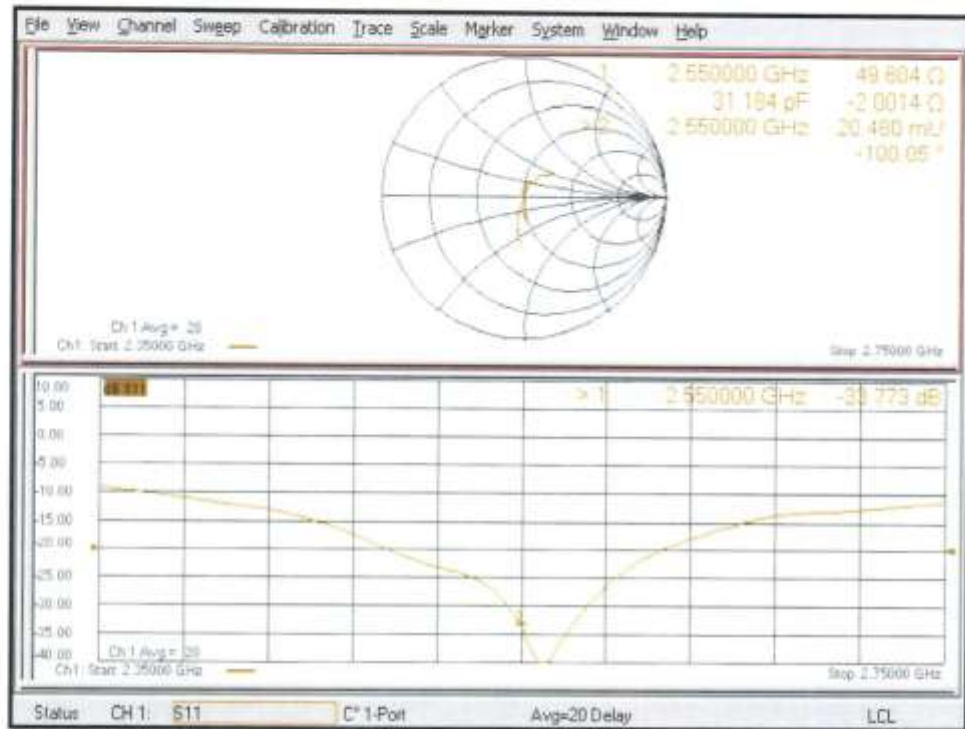 File View Channel Sweep Calibration Trace Scale Marker System Window Help
1 2.550000 GHz 49.804 Ω
31.184 pF -2.0014 Ω
2 2.550000 GHz 20.480 mU
-100.05 °
Ch 1 Avg = 20
Ch1: Start 2.35000 GHz
Stop 2.75000 GHz
10.00
5.00
0.00
-5.00
-10.00
-15.00
-20.00
-25.00
-30.00
-35.00
-40.00
> 1 2.550000 GHz -33.773 dB
Ch 1 Avg = 20
Ch1: Start 2.35000 GHz
Stop 2.75000 GHz
Status CH 1: S11 C* 1-Port Avg=20 Delay LCL